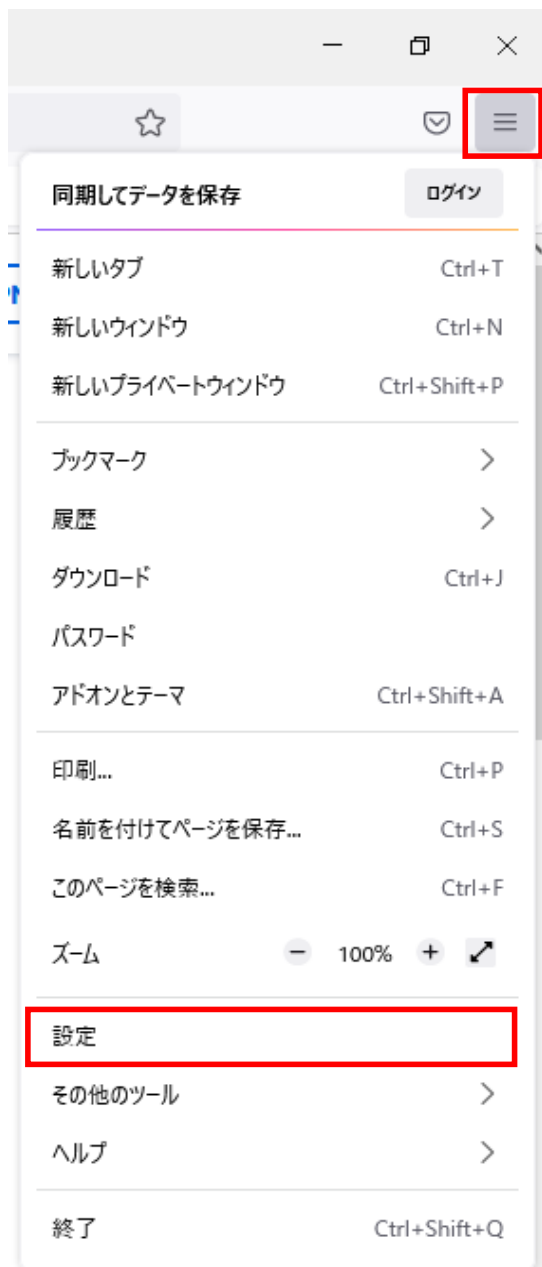 同期してデータを保存 ログイン
新しいタブ Ctrl+T
新しいウィンドウ Ctrl+N
新しいプライベートウィンドウ Ctrl+Shift+P
ブックマーク
履歴
ダウンロード Ctrl+J
パスワード
アドオンとテーマ Ctrl+Shift+A
印刷... Ctrl+P
名前を付けてページを保存... Ctrl+S
このページを検索... Ctrl+F
ズーム − 100% +
設定
その他のツール
ヘルプ
終了 Ctrl+Shift+Q